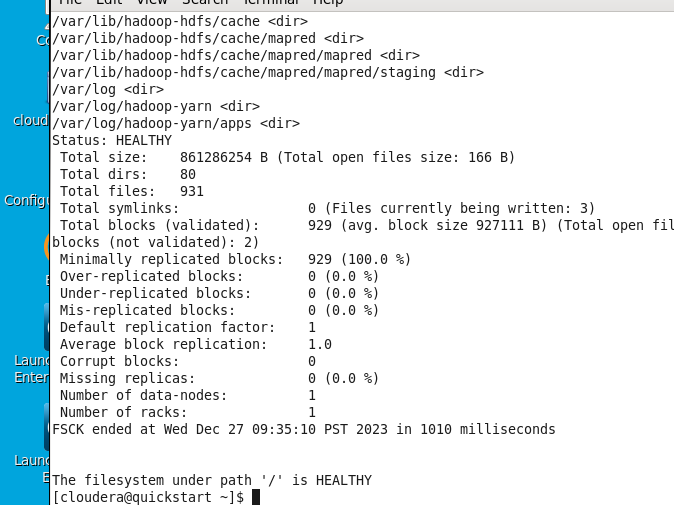 File Edit View Search Terminal Help
/var/lib/hadoop-hdfs/cache <dir>
/var/lib/hadoop-hdfs/cache/mapred <dir>
/var/lib/hadoop-hdfs/cache/mapred/mapred <dir>
/var/lib/hadoop-hdfs/cache/mapred/mapred/staging <dir>
/var/log <dir>
/var/log/hadoop-yarn <dir>
/var/log/hadoop-yarn/apps <dir>
Status: HEALTHY
Total size: 861286254 B (Total open files size: 166 B)
Total dirs: 80
Total files: 931
Total symlinks: 0 (Files currently being written: 3)
Total blocks (validated): 929 (avg. block size 927111 B) (Total open fil
blocks (not validated): 2)
Minimally replicated blocks: 929 (100.0 %)
Over-replicated blocks: 0 (0.0 %)
Under-replicated blocks: 0 (0.0 %)
Mis-replicated blocks: 0 (0.0 %)
Default replication factor: 1
Average block replication: 1.0
Corrupt blocks: 0
Missing replicas: 0 (0.0 %)
Number of data-nodes: 1
Number of racks: 1
FSCK ended at Wed Dec 27 09:35:10 PST 2023 in 1010 milliseconds
The filesystem under path '/' is HEALTHY
[cloudera@quickstart ~]$
Co
cloud
Configu
Laun
Enter
Laun